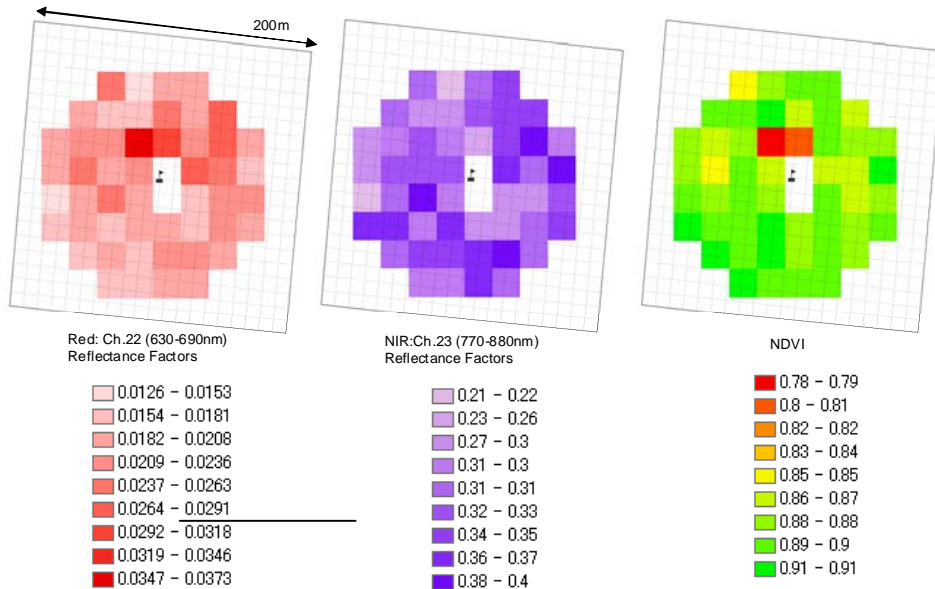 200m
Red: Ch.22 (630-690nm)
Reflectance Factors
0.0126 - 0.0153
0.0154 - 0.0181
0.0182 - 0.0208
0.0209 - 0.0236
0.0237 - 0.0263
0.0264 - 0.0291
0.0292 - 0.0318
0.0319 - 0.0346
0.0347 - 0.0373
NIR:Ch.23 (770-880nm)
Reflectance Factors
0.21 - 0.22
0.23 - 0.26
0.27 - 0.3
0.31 - 0.3
0.31 - 0.31
0.32 - 0.33
0.34 - 0.35
0.36 - 0.37
0.38 - 0.4
NDVI
0.78 - 0.79
0.8 - 0.81
0.82 - 0.82
0.83 - 0.84
0.85 - 0.85
0.86 - 0.87
0.88 - 0.88
0.89 - 0.9
0.91 - 0.91